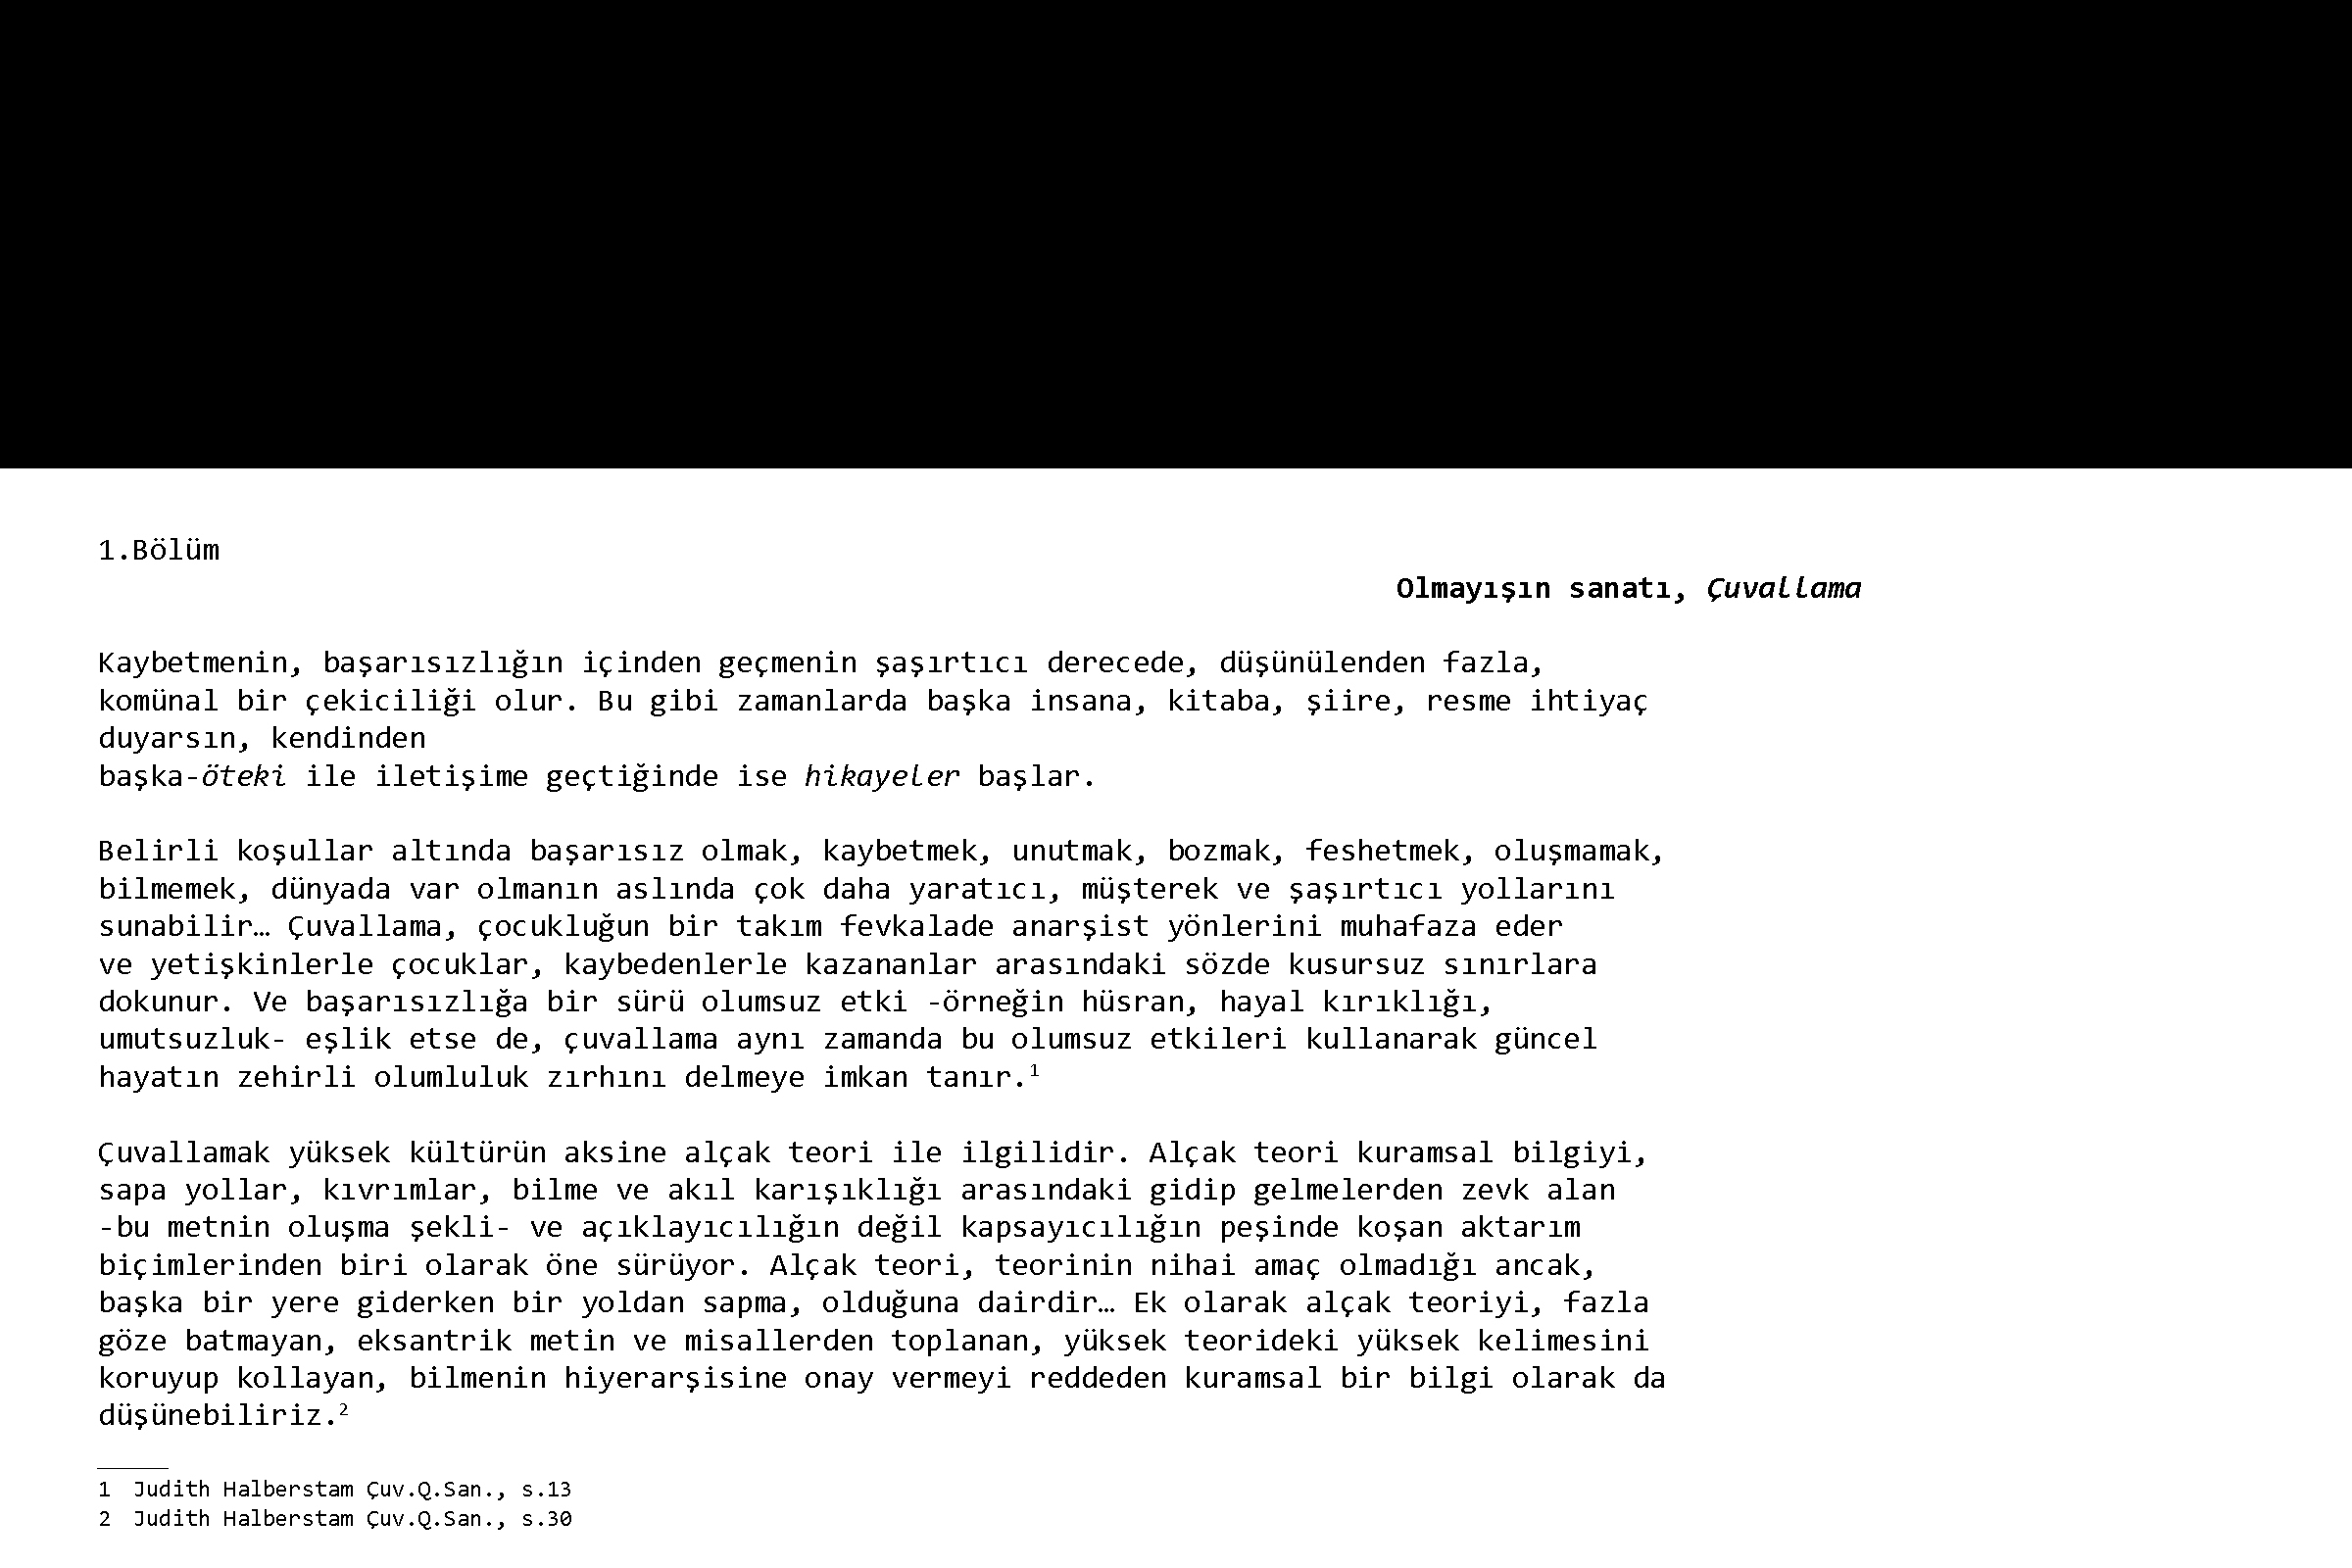 1.Bölüm
Olmayışın sanatı, Çuvallama
Kaybetmenin, başarısızlığın içinden geçmenin şaşırtıcı derecede, düşünülenden fazla,
komünal bir çekiciliği olur. Bu gibi zamanlarda başka insana, kitaba, şiire, resme ihtiyaç
duyarsın, kendinden
başka-öteki ile iletişime geçtiğinde ise hikayeler başlar.
Belirli koşullar altında başarısız olmak, kaybetmek, unutmak, bozmak, feshetmek, oluşmamak,
bilmemek, dünyada var olmanın aslında çok daha yaratıcı, müşterek ve şaşırtıcı yollarını
sunabilir… Çuvallama, çocukluğun bir takım fevkalade anarşist yönlerini muhafaza eder
ve yetişkinlerle çocuklar, kaybedenlerle kazananlar arasındaki sözde kusursuz sınırlara
dokunur. Ve başarısızlığa bir sürü olumsuz etki -örneğin hüsran, hayal kırıklığı,
umutsuzluk- eşlik etse de, çuvallama aynı zamanda bu olumsuz etkileri kullanarak güncel
hayatın zehirli olumluluk zırhını delmeye imkan tanır.1
Çuvallamak yüksek kültürün aksine alçak teori ile ilgilidir. Alçak teori kuramsal bilgiyi,
sapa yollar, kıvrımlar, bilme ve akıl karışıklığı arasındaki gidip gelmelerden zevk alan
-bu metnin oluşma şekli- ve açıklayıcılığın değil kapsayıcılığın peşinde koşan aktarım
biçimlerinden biri olarak öne sürüyor. Alçak teori, teorinin nihai amaç olmadığı ancak,
başka bir yere giderken bir yoldan sapma, olduğuna dairdir… Ek olarak alçak teoriyi, fazla
göze batmayan, eksantrik metin ve misallerden toplanan, yüksek teorideki yüksek kelimesini
koruyup kollayan, bilmenin hiyerarşisine onay vermeyi reddeden kuramsal bir bilgi olarak da
düşünebiliriz.2
1 Judith Halberstam Çuv.Q.San., s.13
2 Judith Halberstam Çuv.Q.San., s.30